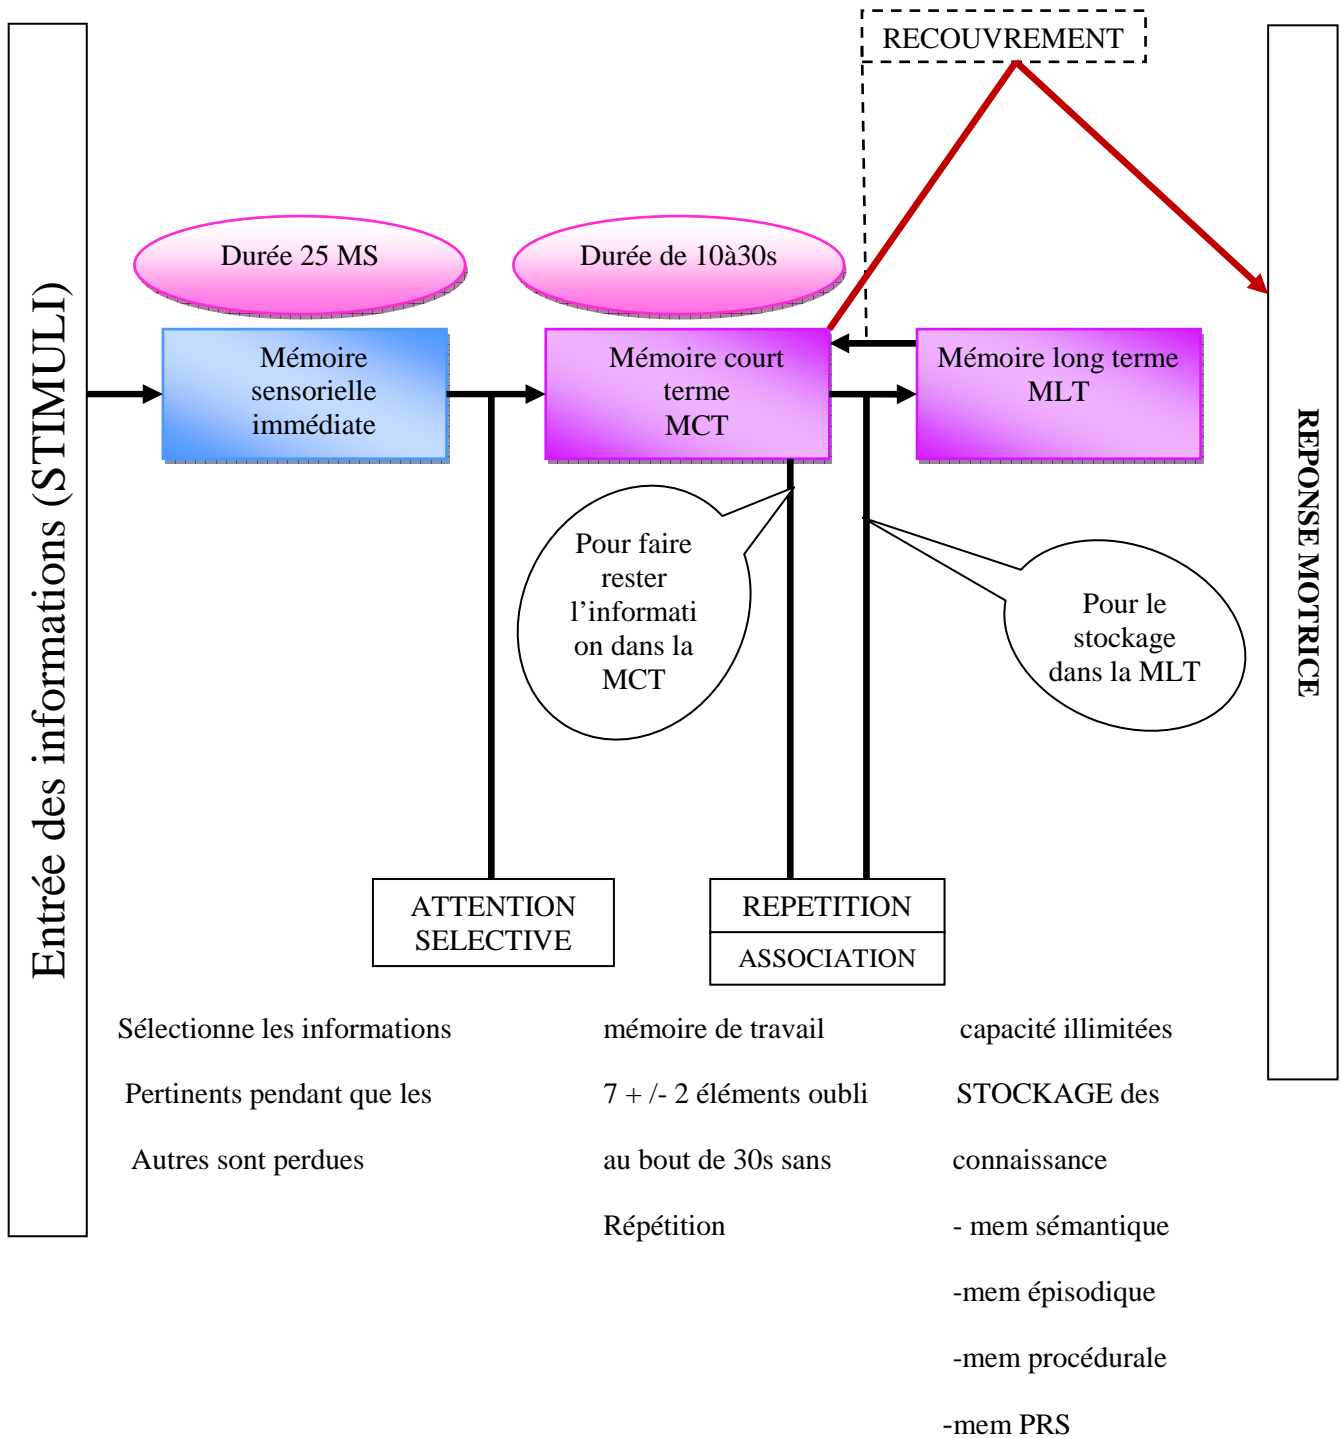 Entrée des informations (STIMULI)
RECOUVREMENT
Durée 25 MS
Durée de 10à30s
Mémoire
sensorielle
immédiate
Mémoire court
terme
MCT
Mémoire long terme
MLT
REPONSE MOTRICE
Pour faire
rester
l’informati
on dans la
MCT
Pour le
stockage
dans la MLT
ATTENTION
SELECTIVE
REPETITION
ASSOCIATION
Sélectionne les informations
Pertinents pendant que les
Autres sont perdues
mémoire de travail
7 + /- 2 éléments oubli
au bout de 30s sans
Répétition
capacité illimitées
STOCKAGE des
connaissance
- mem sémantique
-mem épisodique
-mem procédurale
-mem PRS